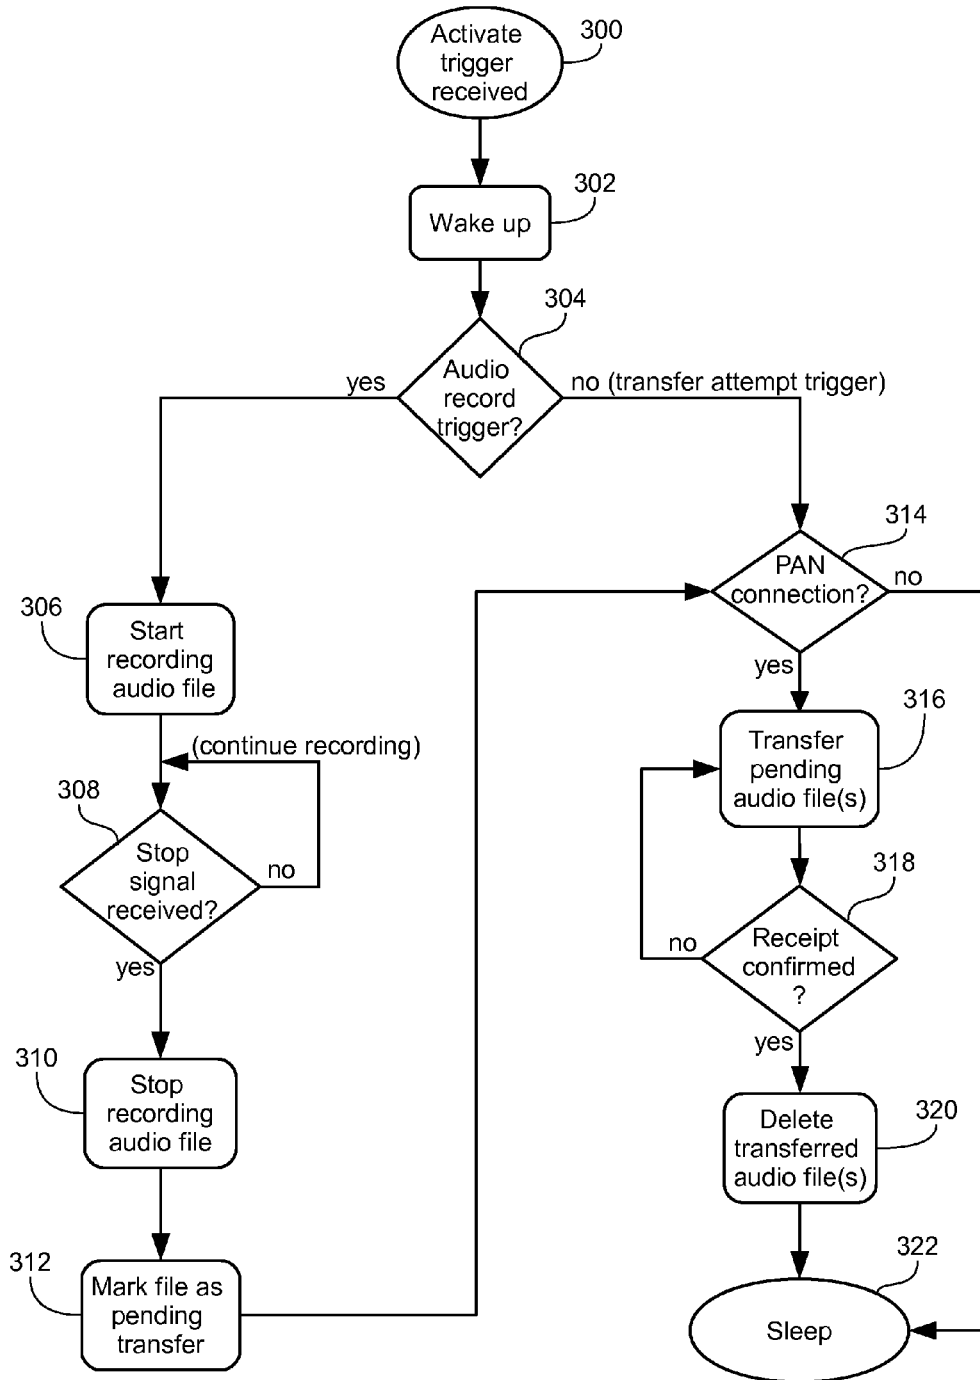 Activate
trigger
received
300
Wake up
302
304
Audio
record
trigger?
yes
no (transfer attempt trigger)
306
Start
recording
audio file
(continue recording)
308
Stop
signal
received?
no
yes
310
Stop
recording
audio file
312
Mark file as
pending
transfer
314
PAN
connection?
no
yes
316
Transfer
pending
audio file(s)
318
Receipt
confirmed
?
no
yes
320
Delete
transferred
audio file(s)
322
Sleep